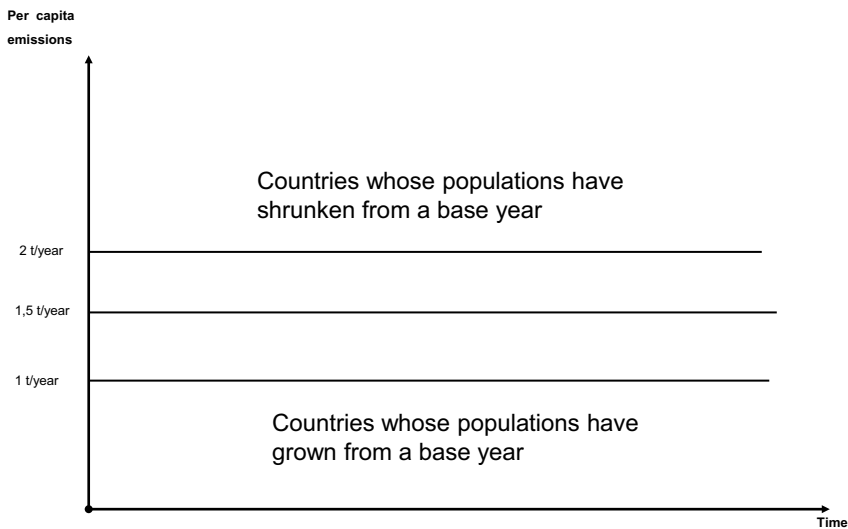 Per capita
emissions
Countries whose populations have
shrunken from a base year
2 t/year
1,5 t/year
1 t/year
Countries whose populations have
grown from a base year
Time